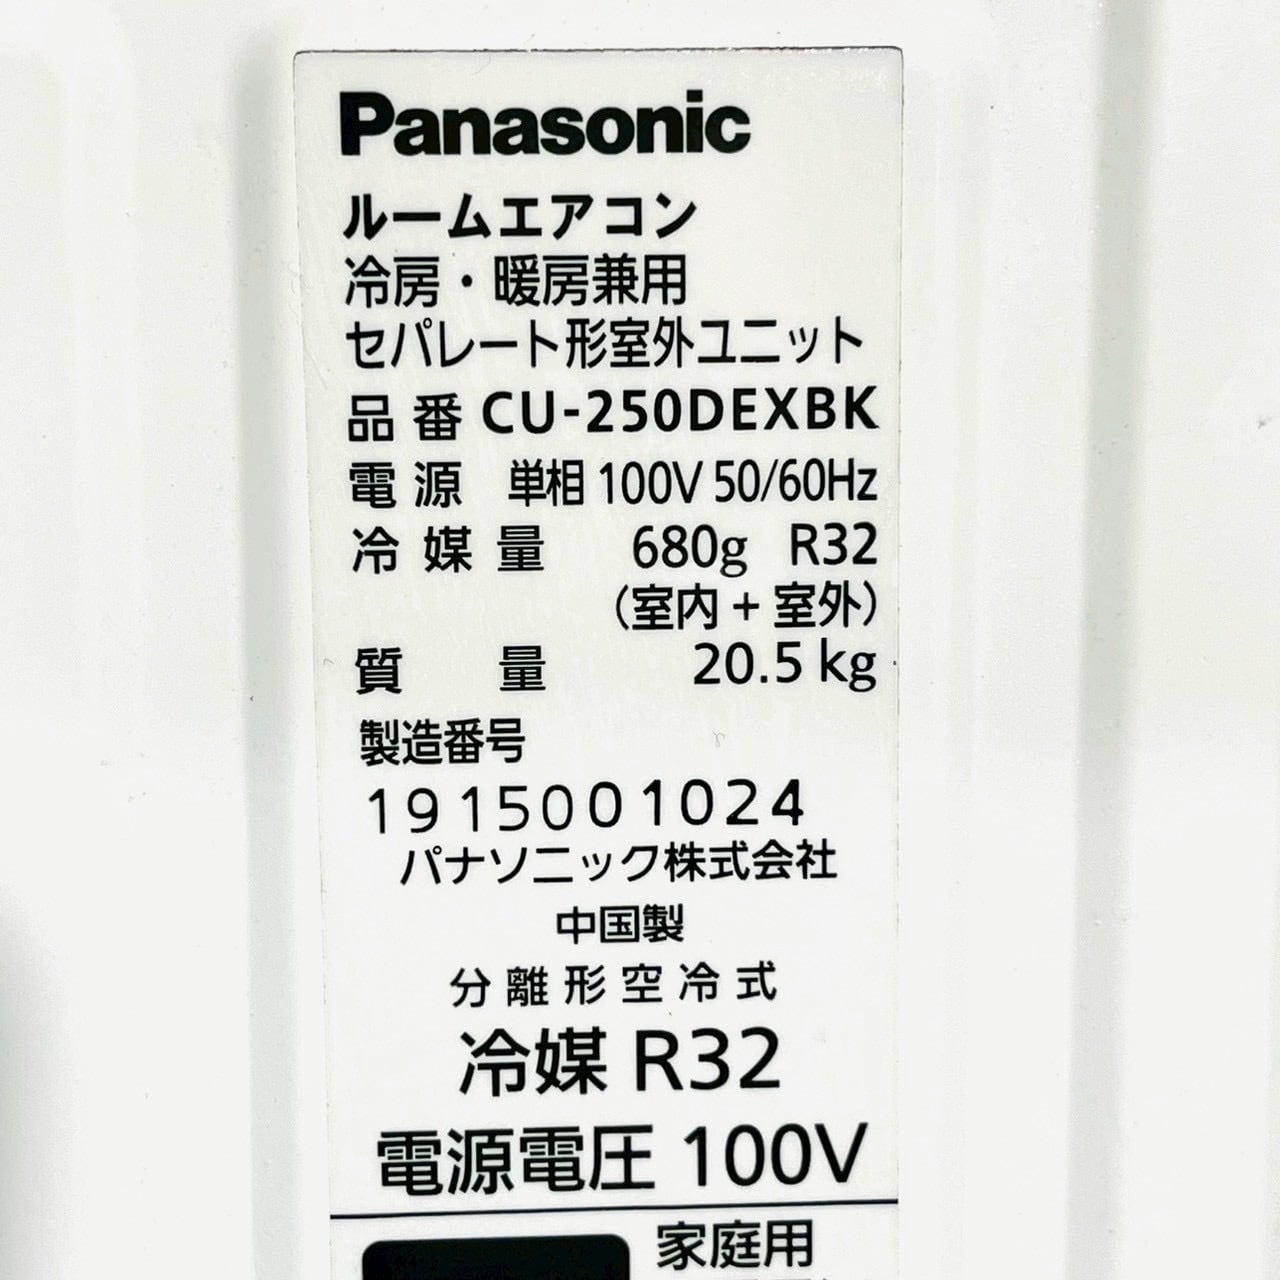 Panasonic
ルームエアコン
冷房・暖房兼用
セパレート形室外ユニット
品番 CU-250DEXBK
電源 単相 100V 50/60Hz
冷媒量 680g R32
（室内 + 室外）
質量 20.5 kg
製造番号
1915001024
パナソニック株式会社
中国製
分離形空冷式
冷媒 R32
電源電圧 100V
家庭用